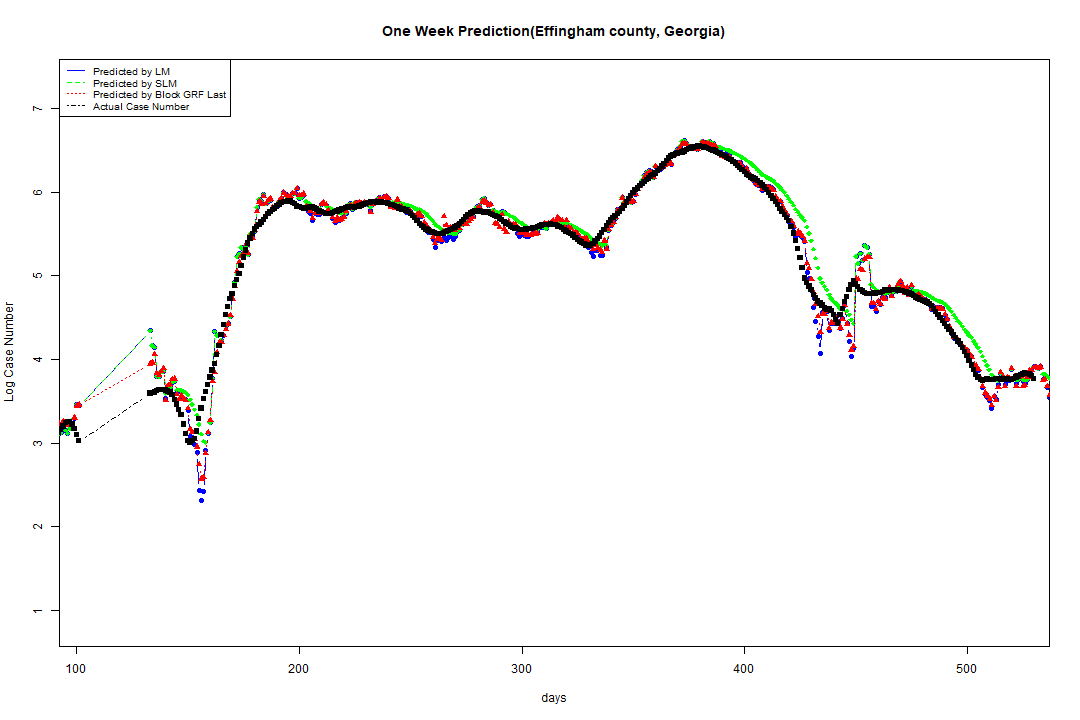 One Week Prediction(Effingham county, Georgia)
Predicted by LM
Predicted by SLM
Predicted by Block GRF Last
Actual Case Number
7
6
5
4
3
2
1
Log Case Number
100 200 300 400 500
days